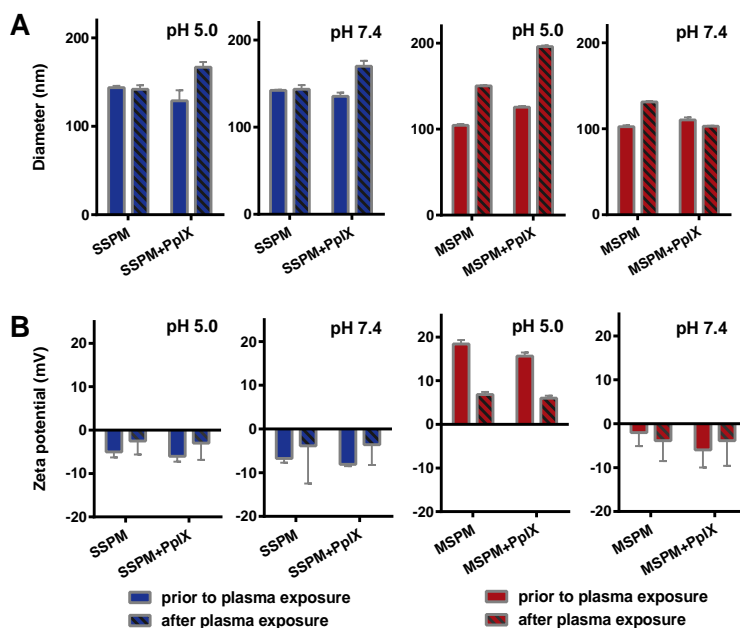 A
Diameter (nm)
200
150
100
50
0
pH 5.0
SSPM
SSPM+PpIX
200
150
100
50
0
pH 7.4
SSPM
SSPM+PpIX
200
100
0
pH 5.0
MSPM
MSPM+PpIX
200
100
0
pH 7.4
MSPM
MSPM+PpIX
B
Zeta potential (mV)
20
10
0
-10
-20
pH 5.0
SSPM
SSPM+PpIX
20
10
0
-10
-20
pH 7.4
SSPM
SSPM+PpIX
20
10
0
-10
-20
pH 5.0
MSPM
MSPM+PpIX
20
10
0
-10
-20
pH 7.4
MSPM
MSPM+PpIX
prior to plasma exposure
after plasma exposure
prior to plasma exposure
after plasma exposure